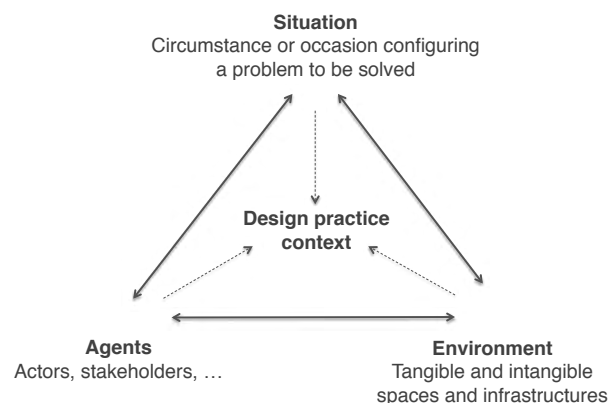 Situation
Circumstance or occasion configuring
a problem to be solved
Design practice
context
Agents
Actors, stakeholders, …
Environment
Tangible and intangible
spaces and infrastructures